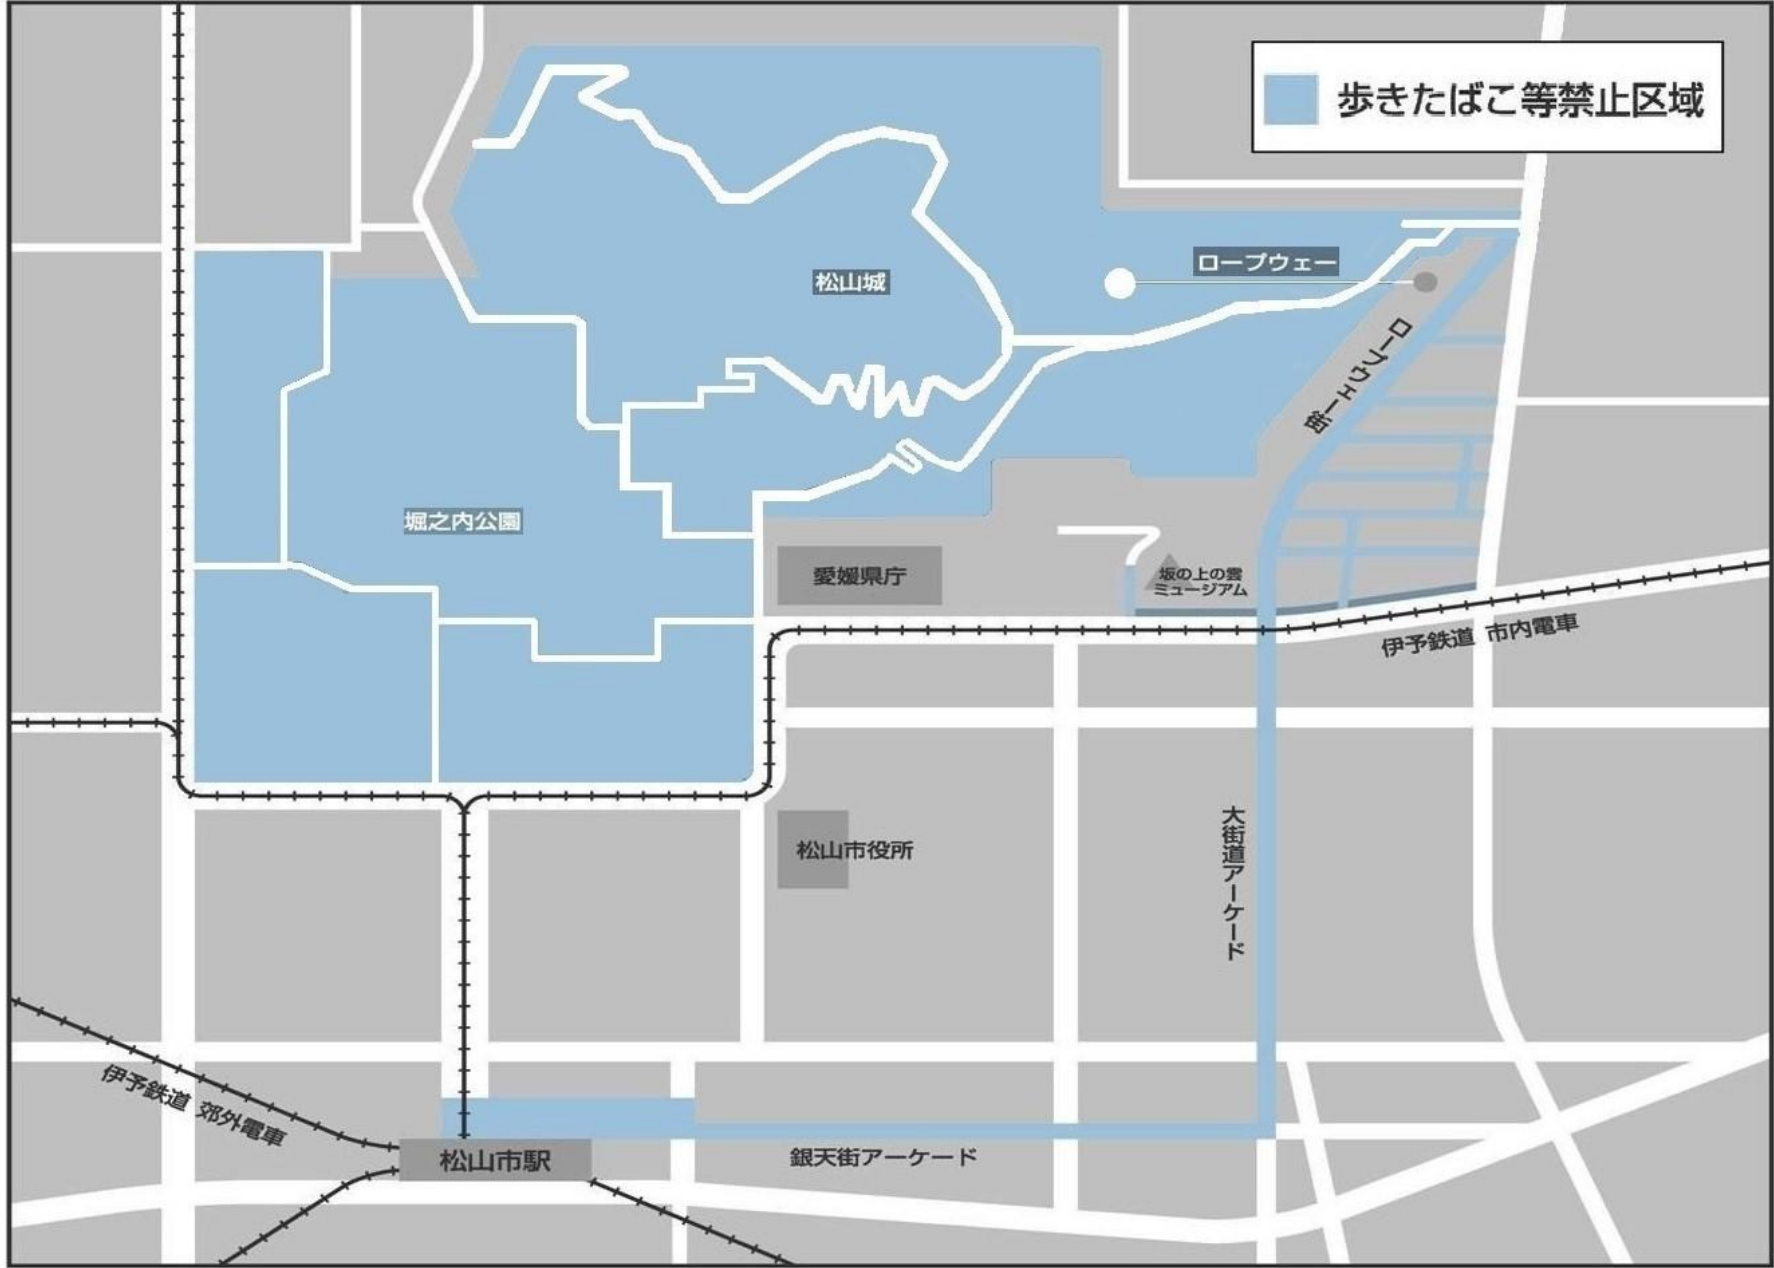 歩きたばこ等禁止区域
ロープウェー
松山城
ロープウェー街
堀之内公園
愛媛県庁
坂の上の雲
ミュージアム
伊予鉄道 市内電車
松山市役所
大街道アーケード
伊予鉄道 郊外電車
松山市駅
銀天街アーケード